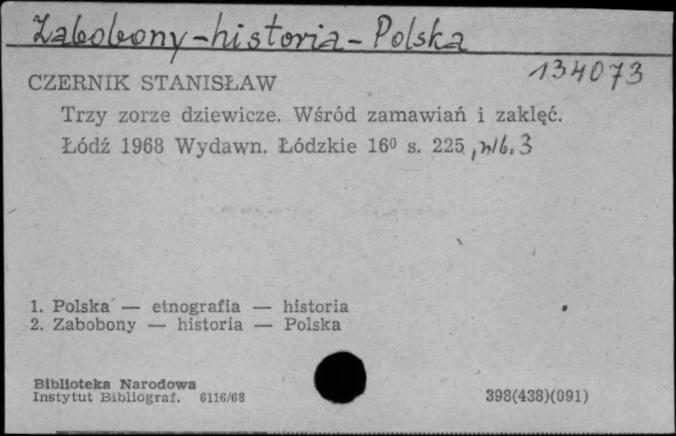 Zabobony - historia - Polska
134073
CZERNIK STANISŁAW
Trzy zorze dziewicze. Wśród zamawiań i zaklęć.
Łódź 1968 Wydawn. Łódzkie 16⁰ s. 225, nlb. 3
1. Polska — etnografia — historia
2. Zabobony — historia — Polska
Biblioteka Narodowa
Instytut Bibliograf. 6116/68
398(438)(091)